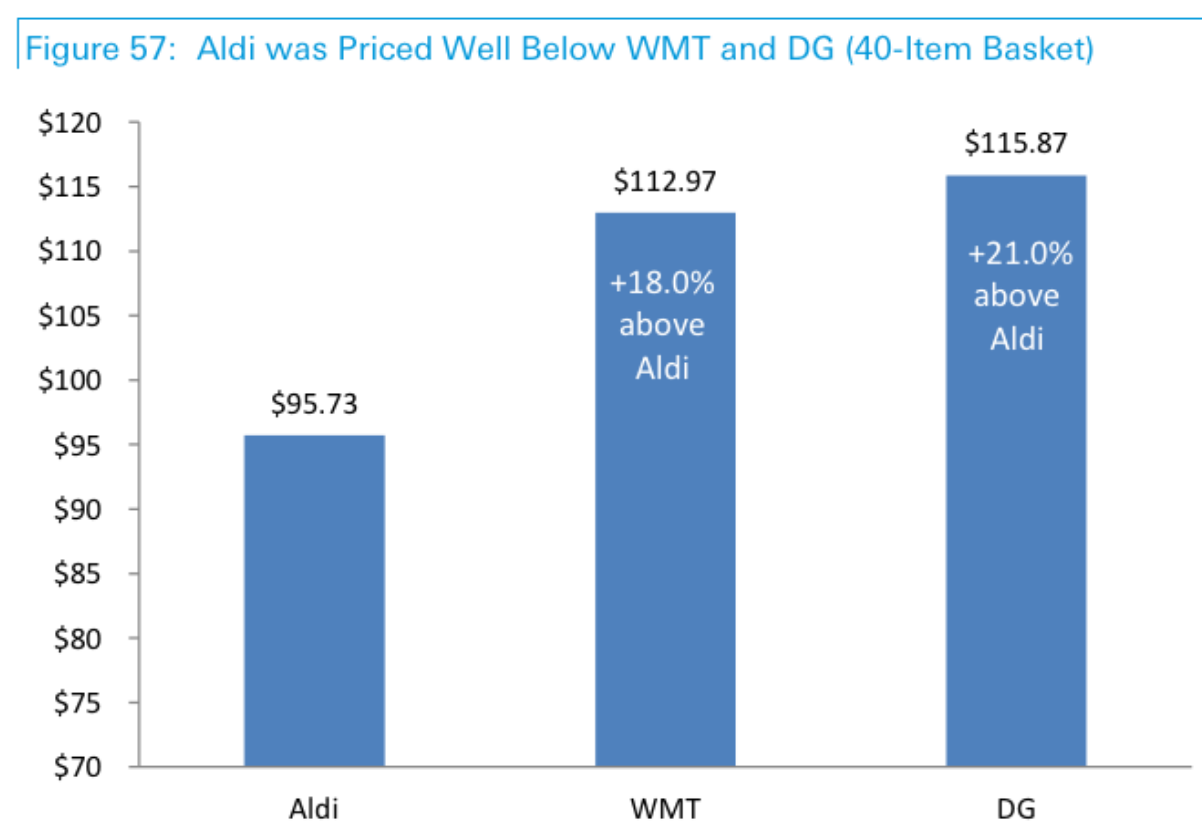 Figure 57: Aldi was Priced Well Below WMT and DG (40-Item Basket)
$120
$115
$110
$105
$100
$95
$90
$85
$80
$75
$70
$95.73
$112.97
+18.0%
above
Aldi
$115.87
+21.0%
above
Aldi
Aldi
WMT
DG